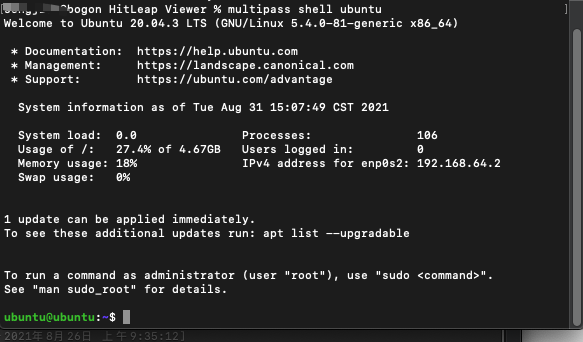 bogon HitLeap Viewer % multipass shell ubuntu
Welcome to Ubuntu 20.04.3 LTS (GNU/Linux 5.4.0-81-generic x86_64)
* Documentation: https://help.ubuntu.com
* Management: https://landscape.canonical.com
* Support: https://ubuntu.com/advantage
System information as of Tue Aug 31 15:07:49 CST 2021
System load: 0.0 Processes: 106
Usage of /: 27.4% of 4.67GB Users logged in: 0
Memory usage: 18% IPv4 address for enp0s2: 192.168.64.2
Swap usage: 0%
1 update can be applied immediately.
To see these additional updates run: apt list --upgradable
To run a command as administrator (user "root"), use "sudo <command>".
See "man sudo_root" for details.
ubuntu@ubuntu:~$
2021年8月26日 上午9:35:12]